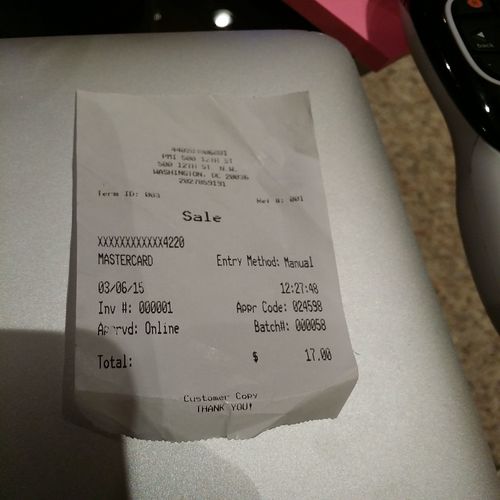 PMI 500 12TH ST
500 12TH ST. N.W.
WASHINGTON, DC 20036
2027859191
Term ID: 003
Ref #: 001
Sale
XXXXXXXXXXXX4220
MASTERCARD
Entry Method: Manual
03/06/15
12:27:48
Inv #: 000001
Appr Code: 024598
Apprvd: Online
Batch#: 000058
Total:
$ 17.00
Customer Copy
THANK YOU!
back